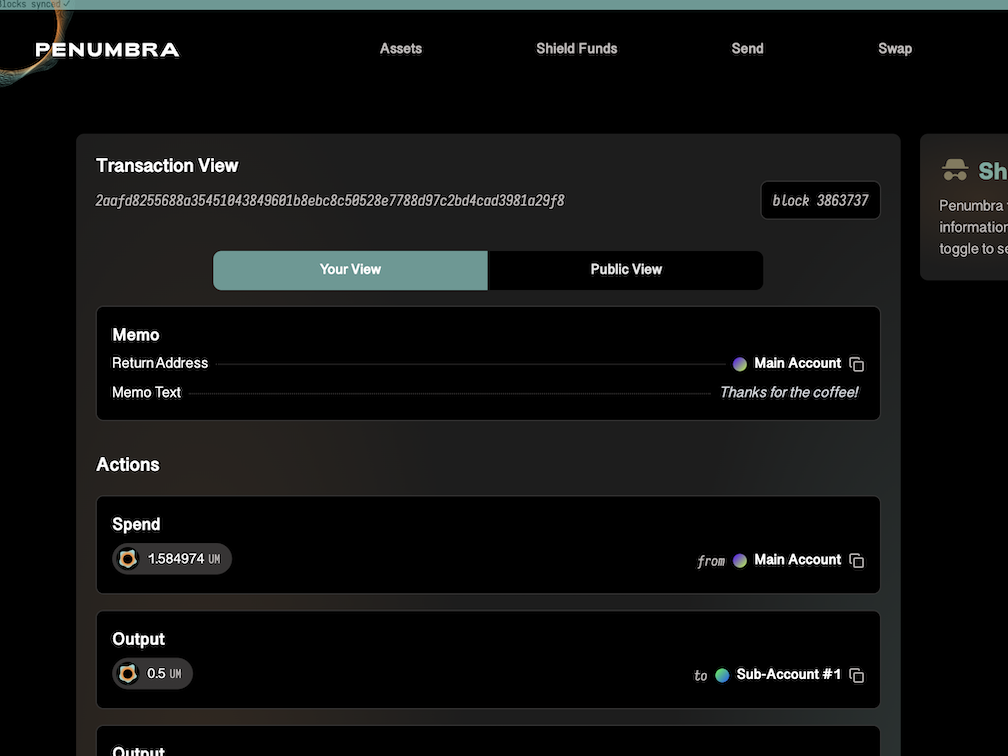 blocks synced ✓
PENUMBRA
Assets
Shield Funds
Send
Swap
Transaction View
2aafd8255688a35451043849601b8ebc8c50528e7788d97c2bd4cad3981a29f8
block 3863737
Your View
Public View
Memo
Return Address
Main Account
Memo Text
Thanks for the coffee!
Actions
Spend
1.584974 UM
from Main Account
Output
0.5 UM
to Sub-Account #1
Output
Sh
Penumbra
information
toggle to se